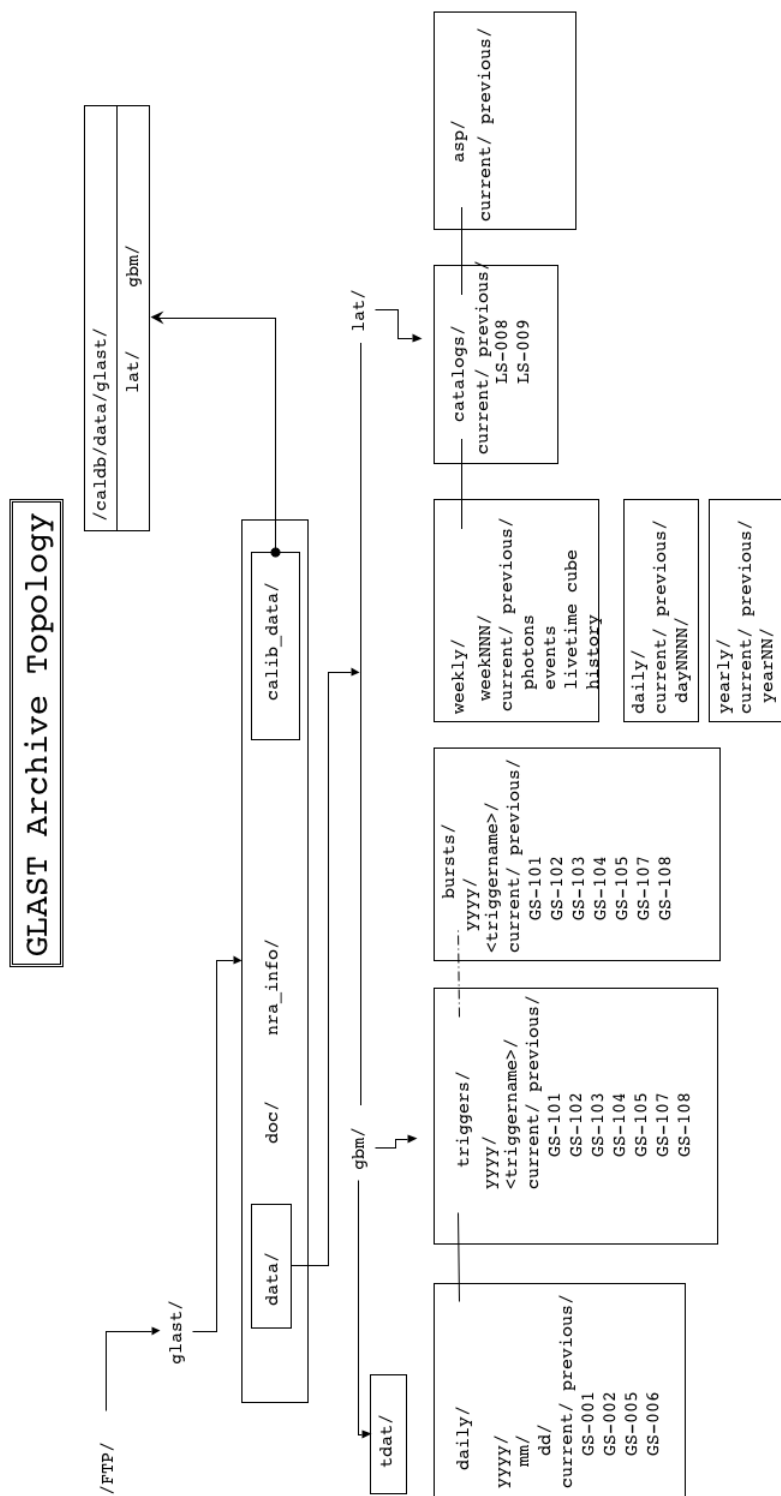 GLAST Archive Topology
/FTP/
glast/
/caldb/data/glast/
lat/ gbm/
data/ doc/ nra_info/ calib_data/
tdat/
gbm/ lat/
daily/
yyyy/
mm/
dd/
current/ previous/
GS-001
GS-002
GS-005
GS-006
triggers/
yyyy/
<triggername>/
current/ previous/
GS-101
GS-102
GS-103
GS-104
GS-105
GS-107
GS-108
bursts/
yyyy/
<triggername>/
current/ previous/
GS-101
GS-102
GS-103
GS-104
GS-105
GS-107
GS-108
weekly/
weekNNN/
current/ previous/
photons
events
livetime cube
history
daily/
current/ previous/
dayNNNN/
yearly/
current/ previous/
yearNN/
catalogs/
current/ previous/
LS-008
LS-009
asp/
current/ previous/